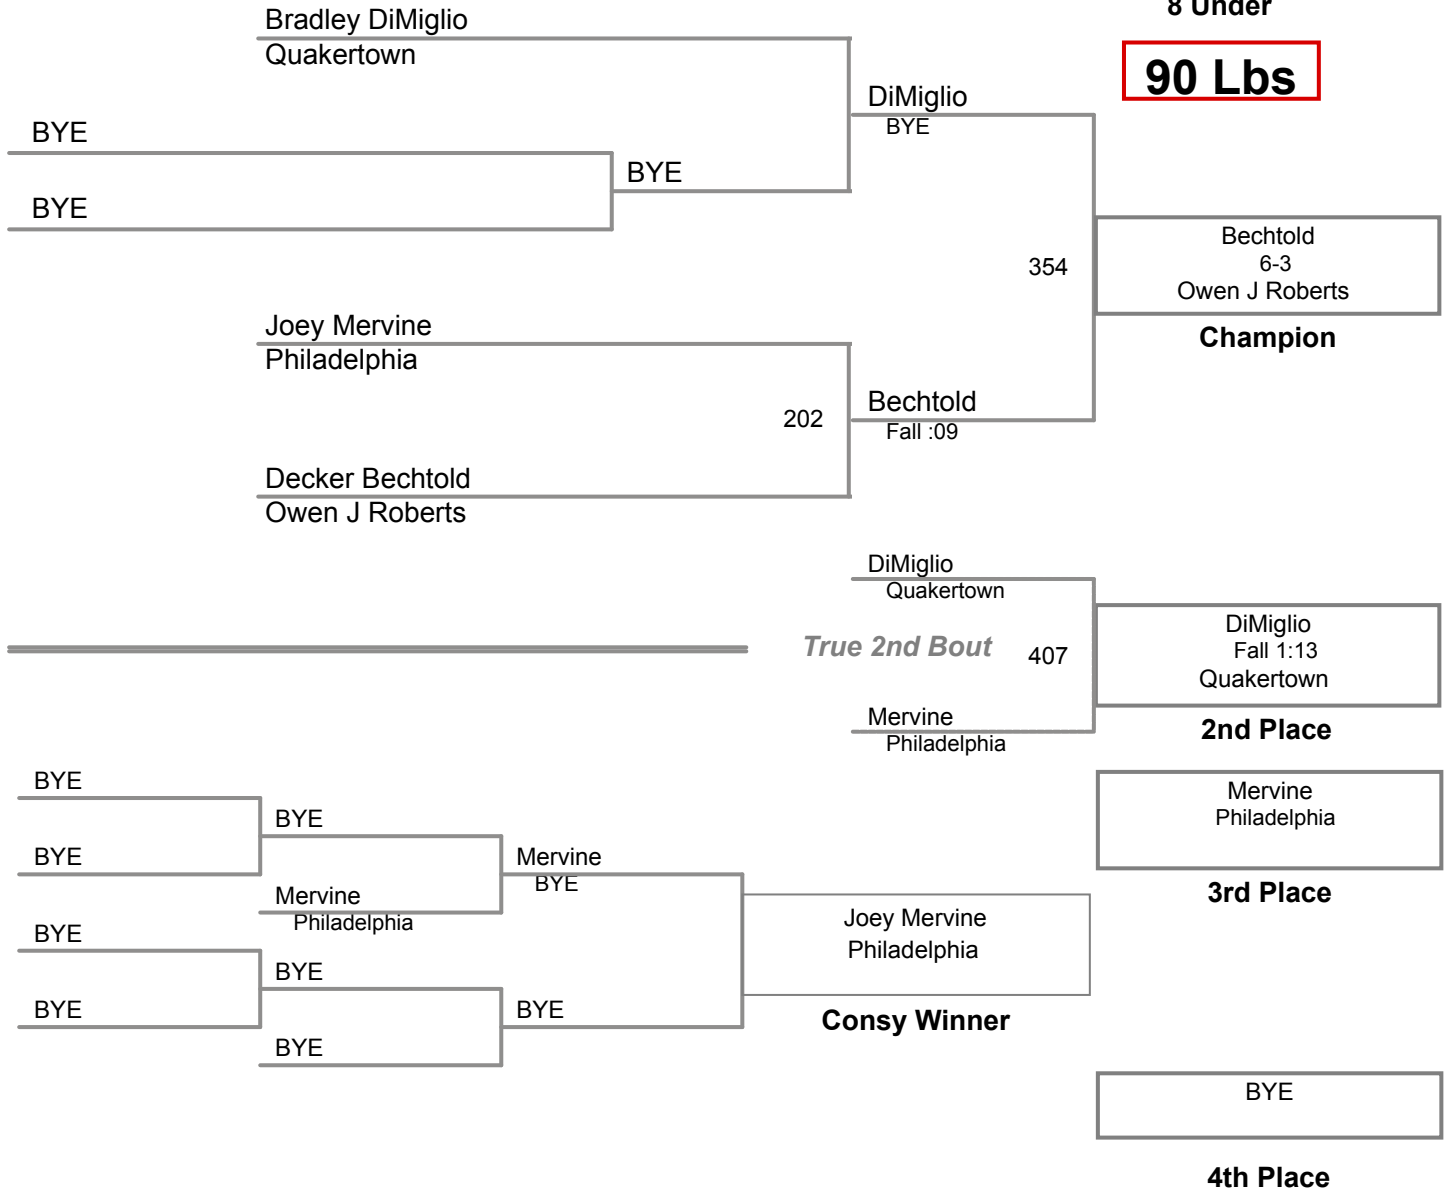 8 Under
90 Lbs
Bradley DiMiglio
Quakertown
DiMiglio
BYE
BYE
BYE
BYE
354
Bechtold
6-3
Owen J Roberts
Champion
Joey Mervine
Philadelphia
202
Bechtold
Fall :09
Decker Bechtold
Owen J Roberts
DiMiglio
Quakertown
True 2nd Bout
407
DiMiglio
Fall 1:13
Quakertown
2nd Place
Mervine
Philadelphia
BYE
BYE
BYE
Mervine
Philadelphia
Mervine
BYE
Mervine
Philadelphia
3rd Place
BYE
BYE
BYE
BYE
BYE
Joey Mervine
Philadelphia
Consy Winner
BYE
4th Place